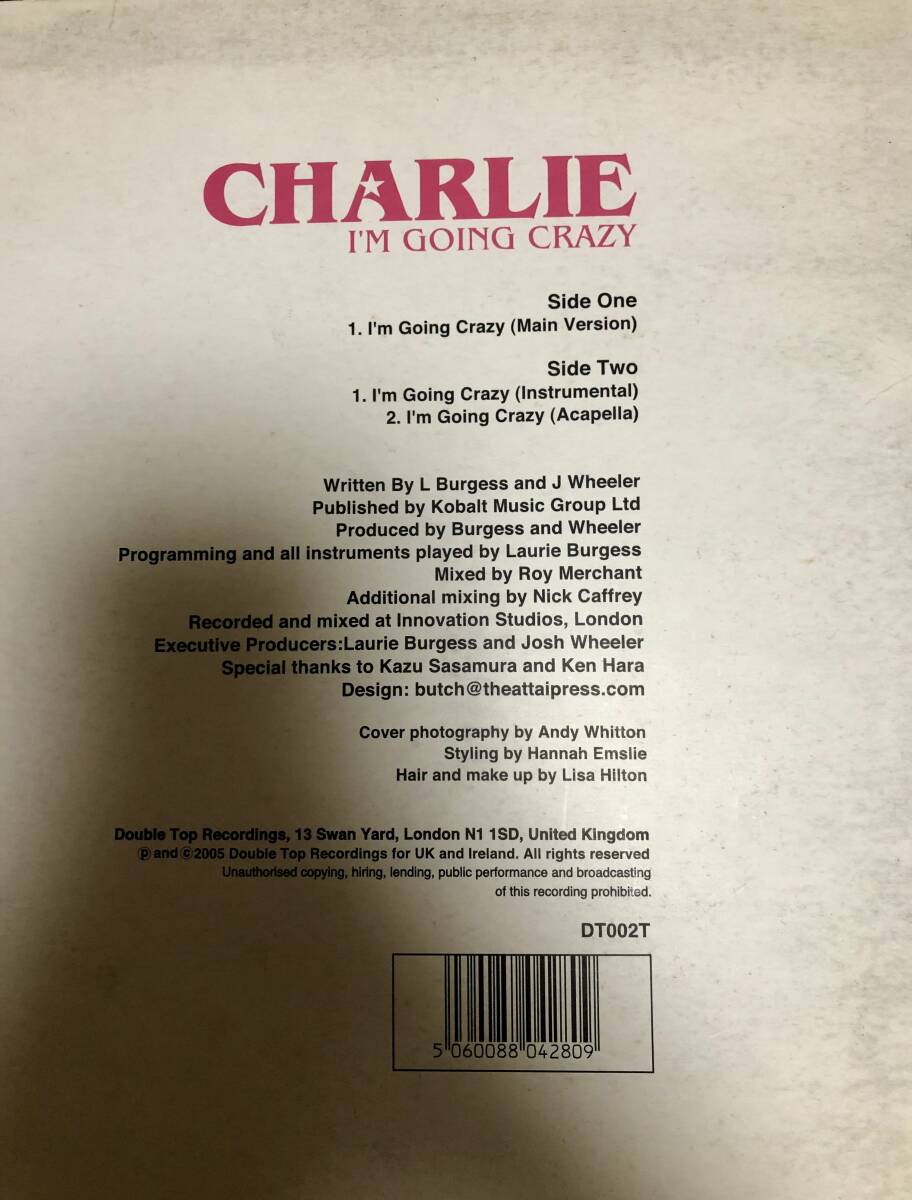 CHARLIE
I'M GOING CRAZY
Side One
1. I'm Going Crazy (Main Version)
Side Two
1. I'm Going Crazy (Instrumental)
2. I'm Going Crazy (Acapella)
Written By L Burgess and J Wheeler
Published by Kobalt Music Group Ltd
Produced by Burgess and Wheeler
Programming and all instruments played by Laurie Burgess
Mixed by Roy Merchant
Additional mixing by Nick Caffrey
Recorded and mixed at Innovation Studios, London
Executive Producers:Laurie Burgess and Josh Wheeler
Special thanks to Kazu Sasamura and Ken Hara
Design: butch@theattaipress.com
Cover photography by Andy Whitton
Styling by Hannah Emslie
Hair and make up by Lisa Hilton
Double Top Recordings, 13 Swan Yard, London N1 1SD, United Kingdom
℗and©2005 Double Top Recordings for UK and Ireland. All rights reserved
Unauthorised copying, hiring, lending, public performance and broadcasting
of this recording prohibited.
DT002T
5 060088 042809